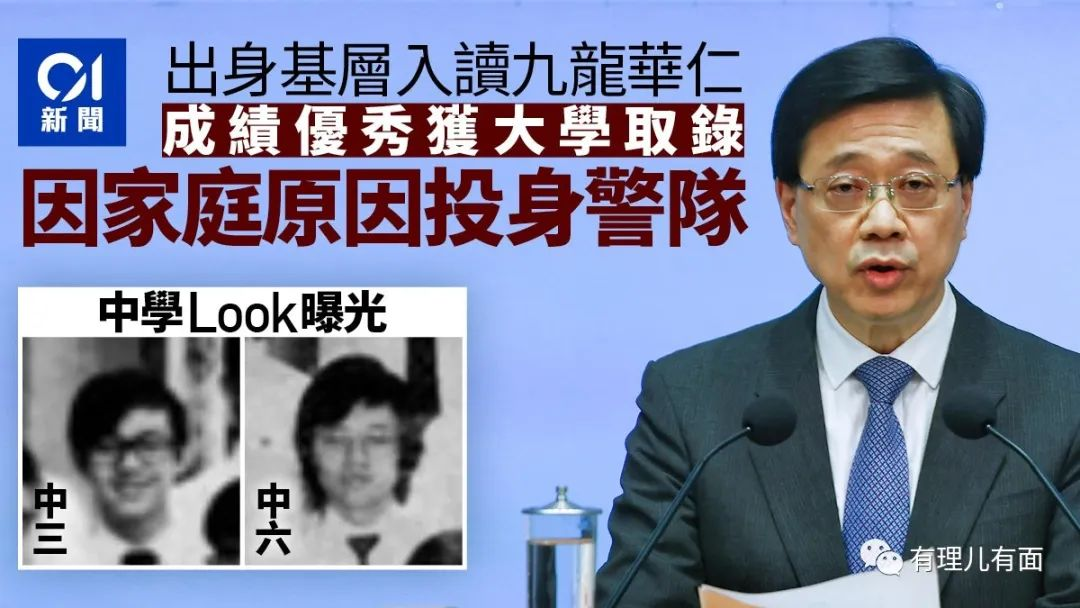 01
新聞
出身基層入讀九龍華仁
成績優秀獲大學取錄
因家庭原因投身警隊
中學Look曝光
中三
中六
有理儿有面